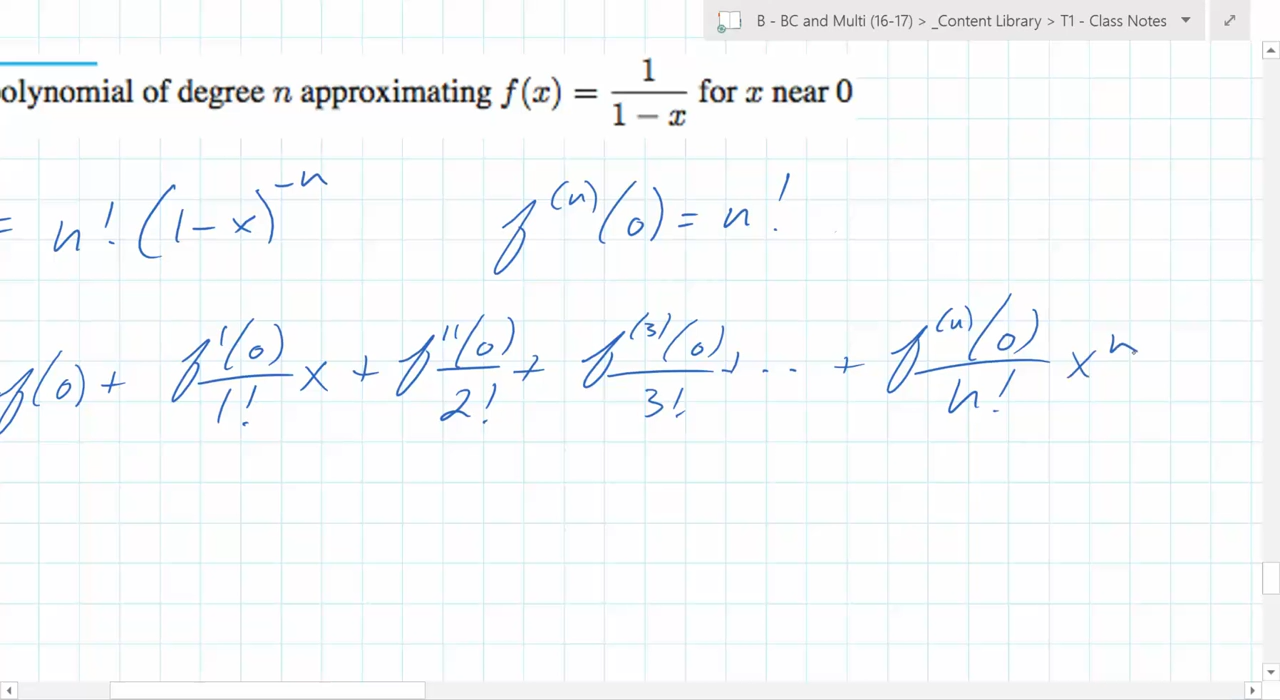 B - BC and Multi (16-17) > _Content Library > T1 - Class Notes
olynomial of degree n approximating f(x) = 1/(1 − x) for x near 0
= n! (1-x)^-n f^(n)(0) = n!
f(0) + f'(0)/1! x + f''(0)/2! + f^(3)(0)/3! , ... + f^(n)(0)/n! x^n